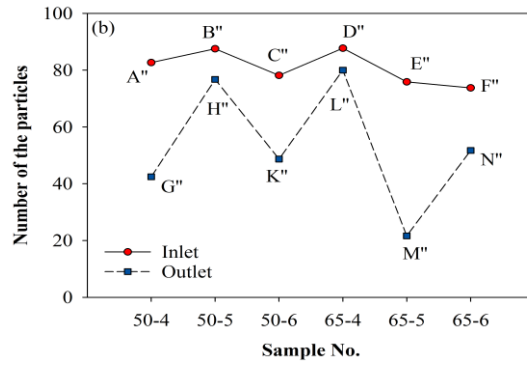 (b)
100
80
60
40
20
0
Number of the particles
A"
B"
C"
D"
E"
F"
G"
H"
K"
L"
M"
N"
Inlet
Outlet
50-4 50-5 50-6 65-4 65-5 65-6
Sample No.